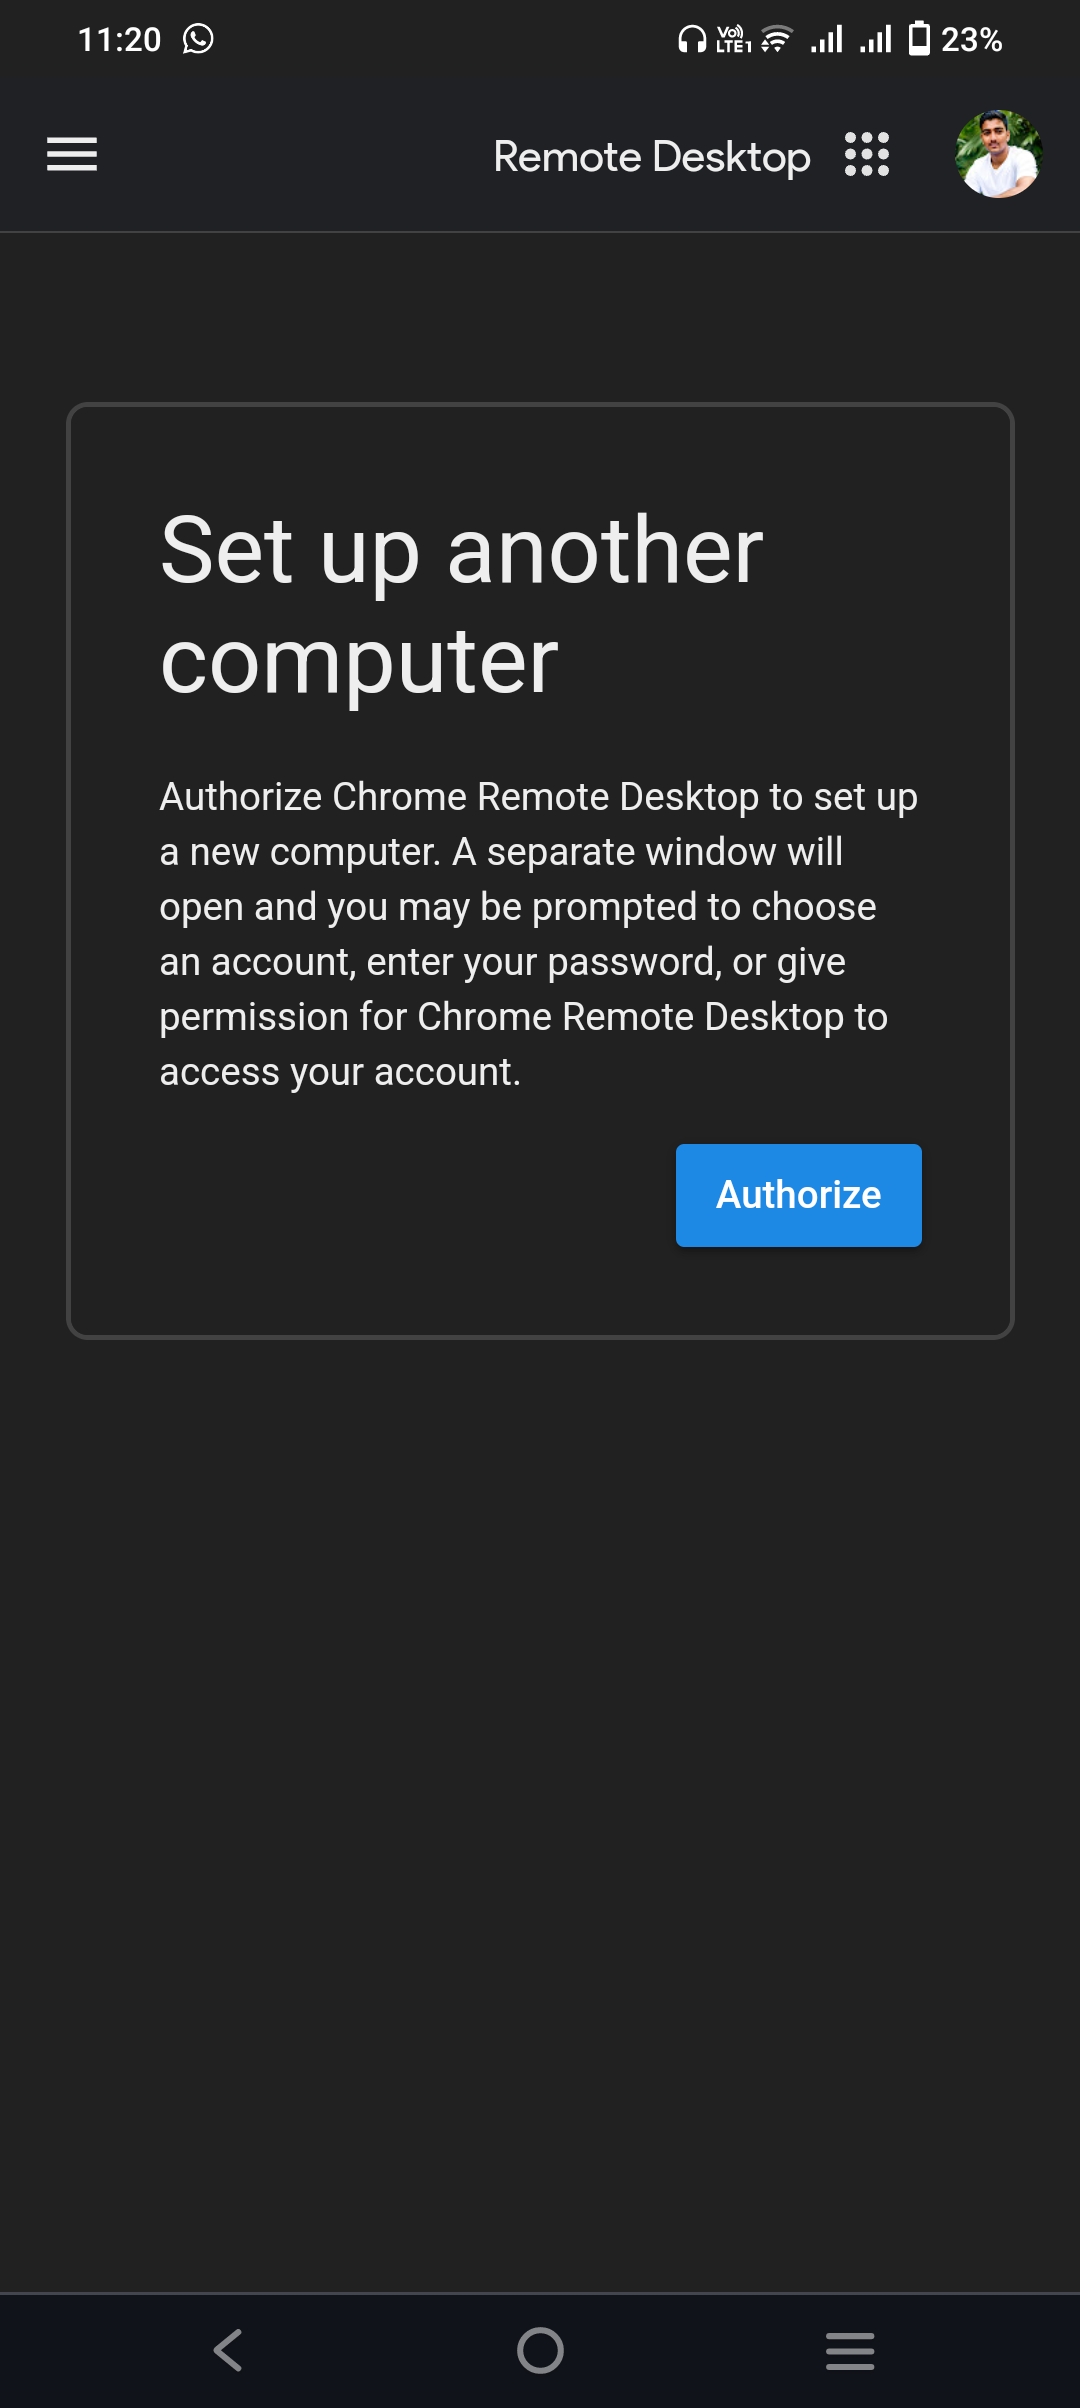 11:20
Vo)) LTE1
23%
Remote Desktop
Set up another
computer
Authorize Chrome Remote Desktop to set up
a new computer. A separate window will
open and you may be prompted to choose
an account, enter your password, or give
permission for Chrome Remote Desktop to
access your account.
Authorize